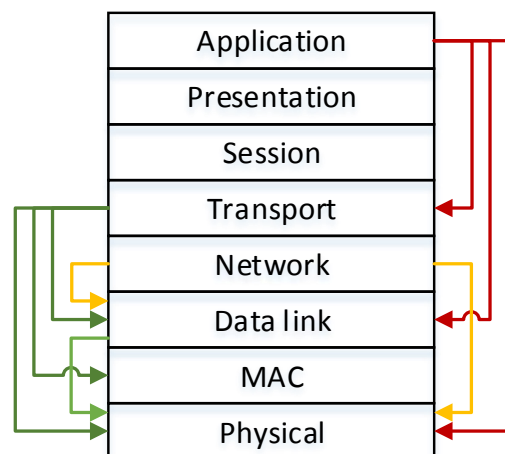 Application
Presentation
Session
Transport
Network
Data link
MAC
Physical